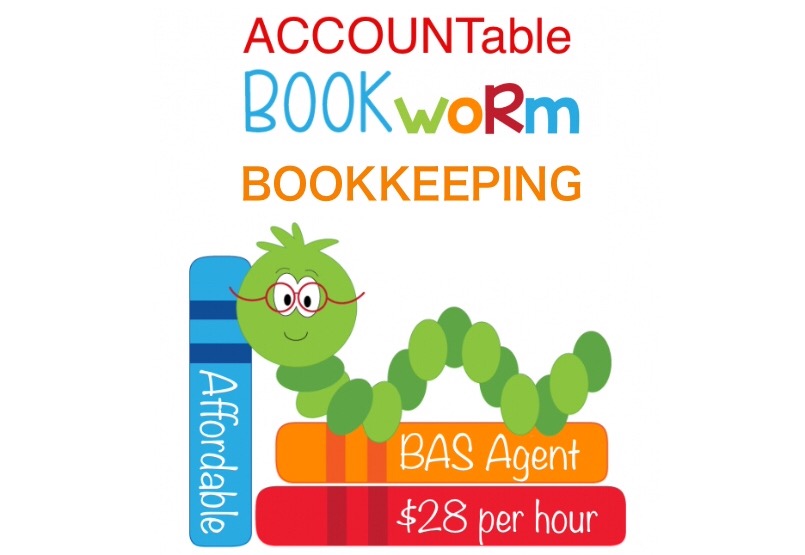 ACCOUNTable
BOOKwoRm
BOOKKEEPING
Affordable
BAS Agent
$28 per hour